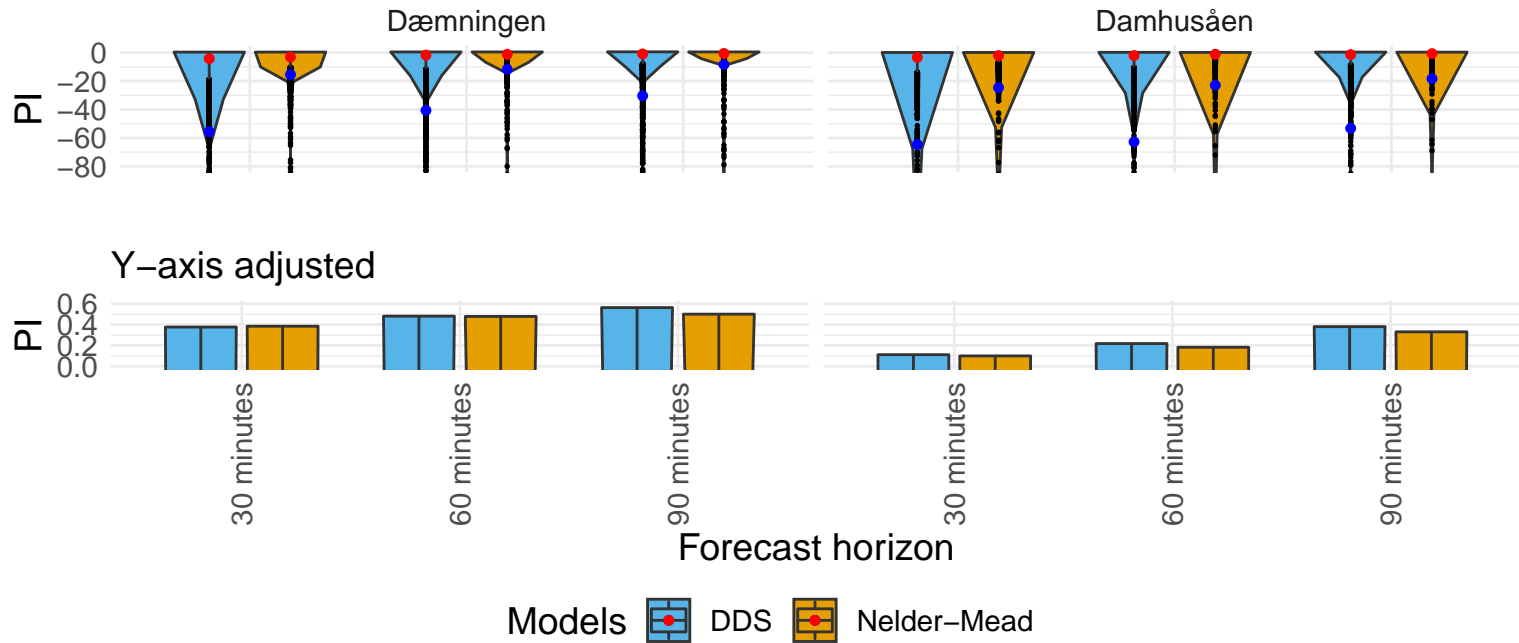 Dæmningen
Damhusåen
PI
0
−20
−40
−60
−80
Y−axis adjusted
PI
0.6
0.4
0.2
0.0
30 minutes
60 minutes
90 minutes
30 minutes
60 minutes
90 minutes
Forecast horizon
Models DDS Nelder−Mead